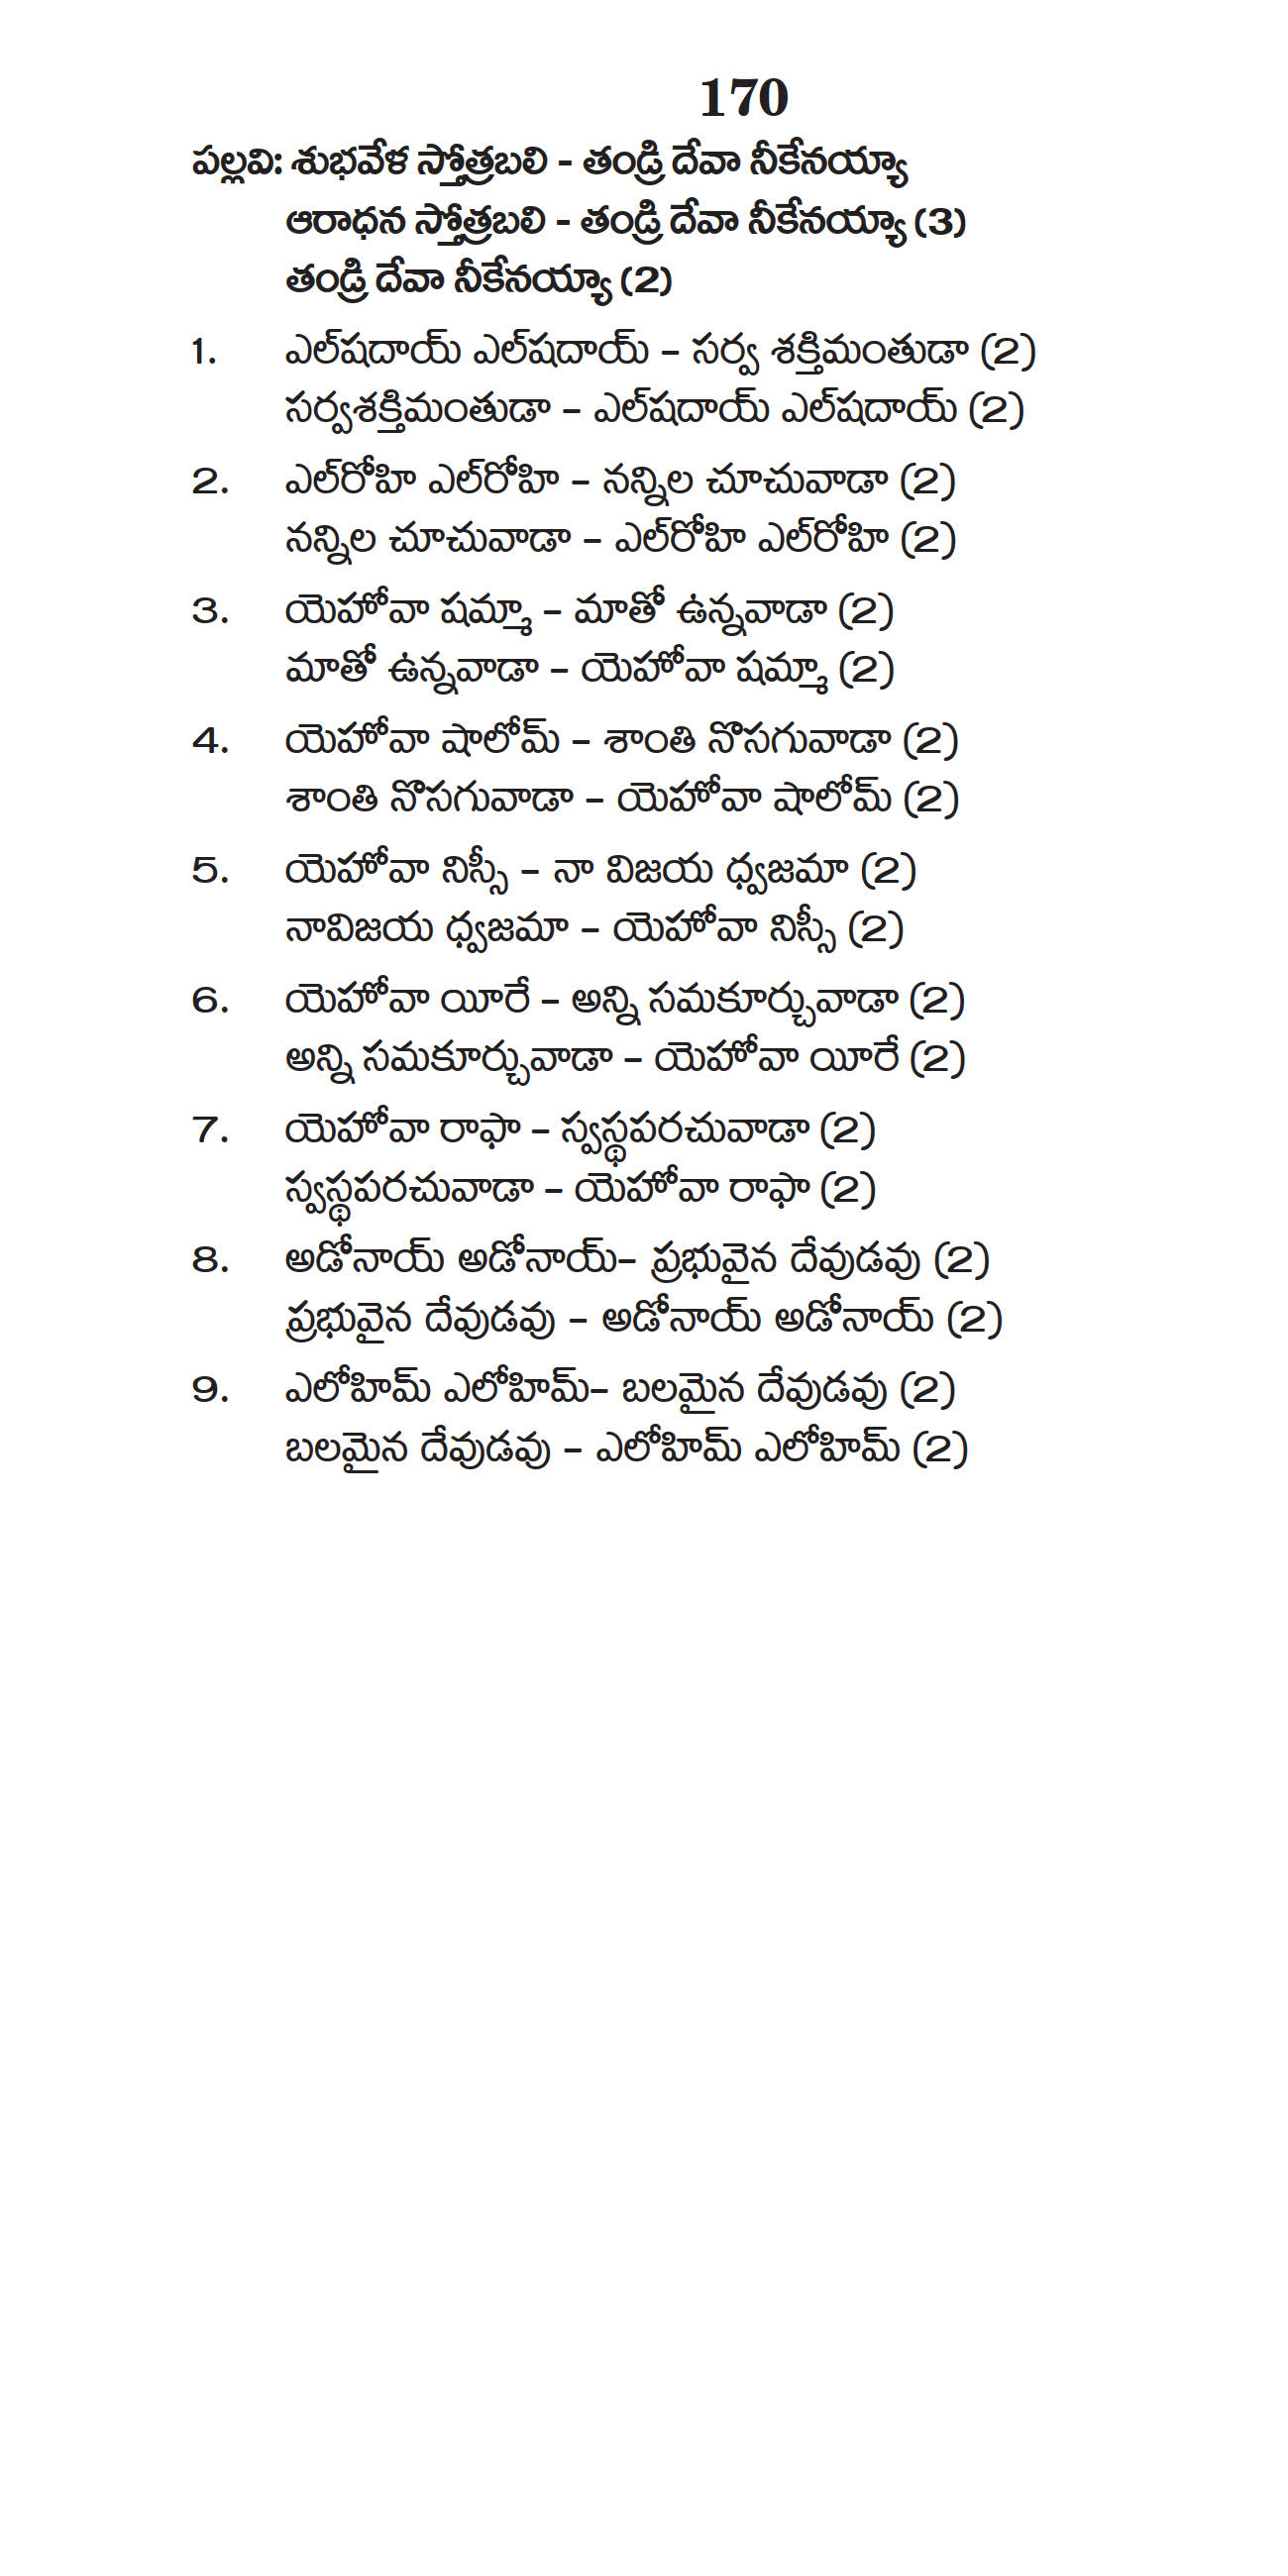 170
పల్లవి: శుభవేళ స్తోత్రబలి - తండ్రి దేవా నీకేనయ్యా
ఆరాధన స్తోత్రబలి - తండ్రి దేవా నీకేనయ్యా (3)
తండ్రి దేవా నీకేనయ్యా (2)
1. ఎల్‌షదాయ్ ఎల్‌షదాయ్ – సర్వ శక్తిమంతుడా (2)
సర్వశక్తిమంతుడా – ఎల్‌షదాయ్ ఎల్‌షదాయ్ (2)
2. ఎల్‌రోహి ఎల్‌రోహి – నన్నిల చూచువాడా (2)
నన్నిల చూచువాడా – ఎల్‌రోహి ఎల్‌రోహి (2)
3. యెహోవా షమ్మా – మాతో ఉన్నవాడా (2)
మాతో ఉన్నవాడా – యెహోవా షమ్మా (2)
4. యెహోవా షాలోమ్ – శాంతి నొసగువాడా (2)
శాంతి నొసగువాడా – యెహోవా షాలోమ్ (2)
5. యెహోవా నిస్సీ – నా విజయ ధ్వజమా (2)
నావిజయ ధ్వజమా – యెహోవా నిస్సీ (2)
6. యెహోవా యీరే – అన్ని సమకూర్చువాడా (2)
అన్ని సమకూర్చువాడా – యెహోవా యీరే (2)
7. యెహోవా రాఫా – స్వస్థపరచువాడా (2)
స్వస్థపరచువాడా – యెహోవా రాఫా (2)
8. అడోనాయ్ అడోనాయ్– ప్రభువైన దేవుడవు (2)
ప్రభువైన దేవుడవు – అడోనాయ్ అడోనాయ్ (2)
9. ఎలోహిమ్ ఎలోహిమ్– బలమైన దేవుడవు (2)
బలమైన దేవుడవు – ఎలోహిమ్ ఎలోహిమ్ (2)